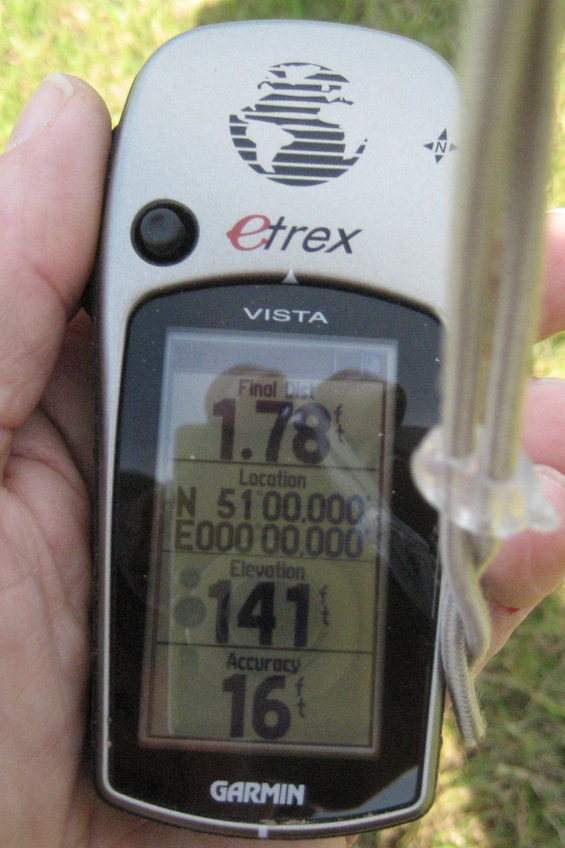 N
etrex
VISTA
Final Dist
1.78 ft
Location
N 51°00.000'
E000°00.000'
Elevation
141 ft
Accuracy
16 ft
GARMIN